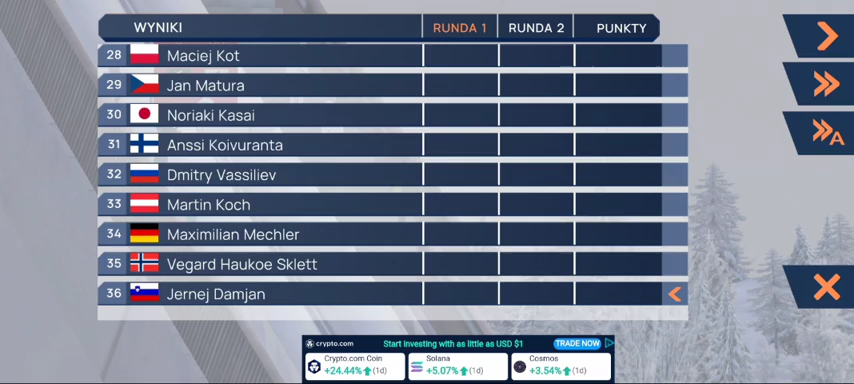 WYNIKI RUNDA 1 RUNDA 2 PUNKTY
28 Maciej Kot
29 Jan Matura
30 Noriaki Kasai
31 Anssi Koivuranta
32 Dmitry Vassiliev
33 Martin Koch
34 Maximilian Mechler
35 Vegard Haukoe Sklett
36 Jernej Damjan
A
crypto.com Start investing with as little as USD $1 TRADE NOW
Crypto.com Coin Solana Cosmos
+24.44% (1d) +5.07% (1d) +3.54% (1d)